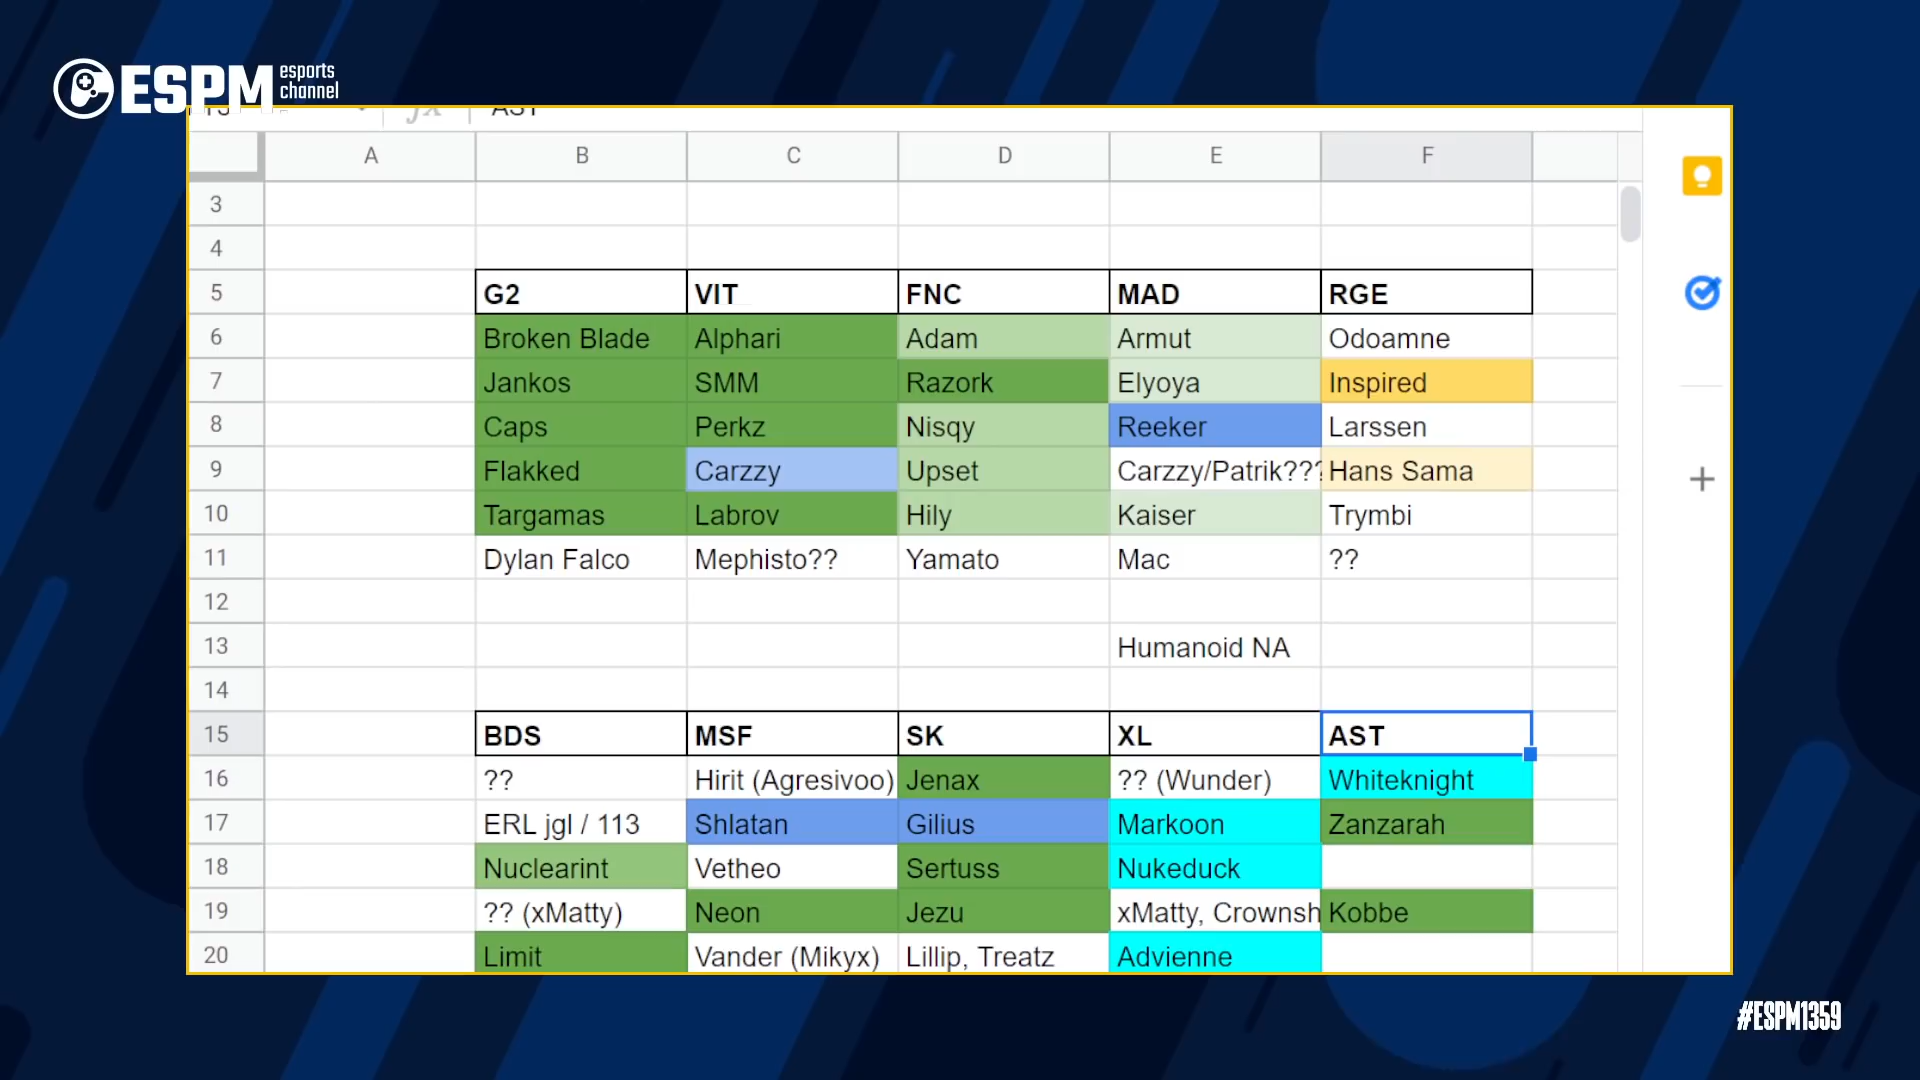 ESPM esports
channel
fx AST
A B C D E F
3
4
5 G2 VIT FNC MAD RGE
6 Broken Blade Alphari Adam Armut Odoamne
7 Jankos SMM Razork Elyoya Inspired
8 Caps Perkz Nisqy Reeker Larssen
9 Flakked Carzzy Upset Carzzy/Patrik??? Hans Sama
10 Targamas Labrov Hily Kaiser Trymbi
11 Dylan Falco Mephisto?? Yamato Mac ??
12
13 Humanoid NA
14
15 BDS MSF SK XL AST
16 ?? Hirit (Agresivoo) Jenax ?? (Wunder) Whiteknight
17 ERL jgl / 113 Shlatan Gilius Markoon Zanzarah
18 Nuclearint Vetheo Sertuss Nukeduck
19 ?? (xMatty) Neon Jezu xMatty, Crownsh Kobbe
20 Limit Vander (Mikyx) Lillip, Treatz Advienne
#ESPM1359